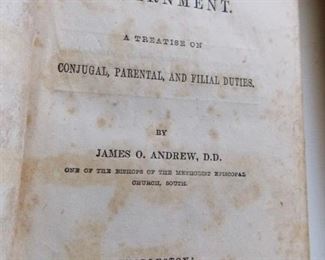 RNMENT.
A TREATISE ON
CONJUGAL, PARENTAL, AND FILIAL DUTIES.
BY
JAMES O. ANDREW, D.D.
ONE OF THE BISHOPS OF THE METHODIST EPISCOPAL
CHURCH, SOUTH.